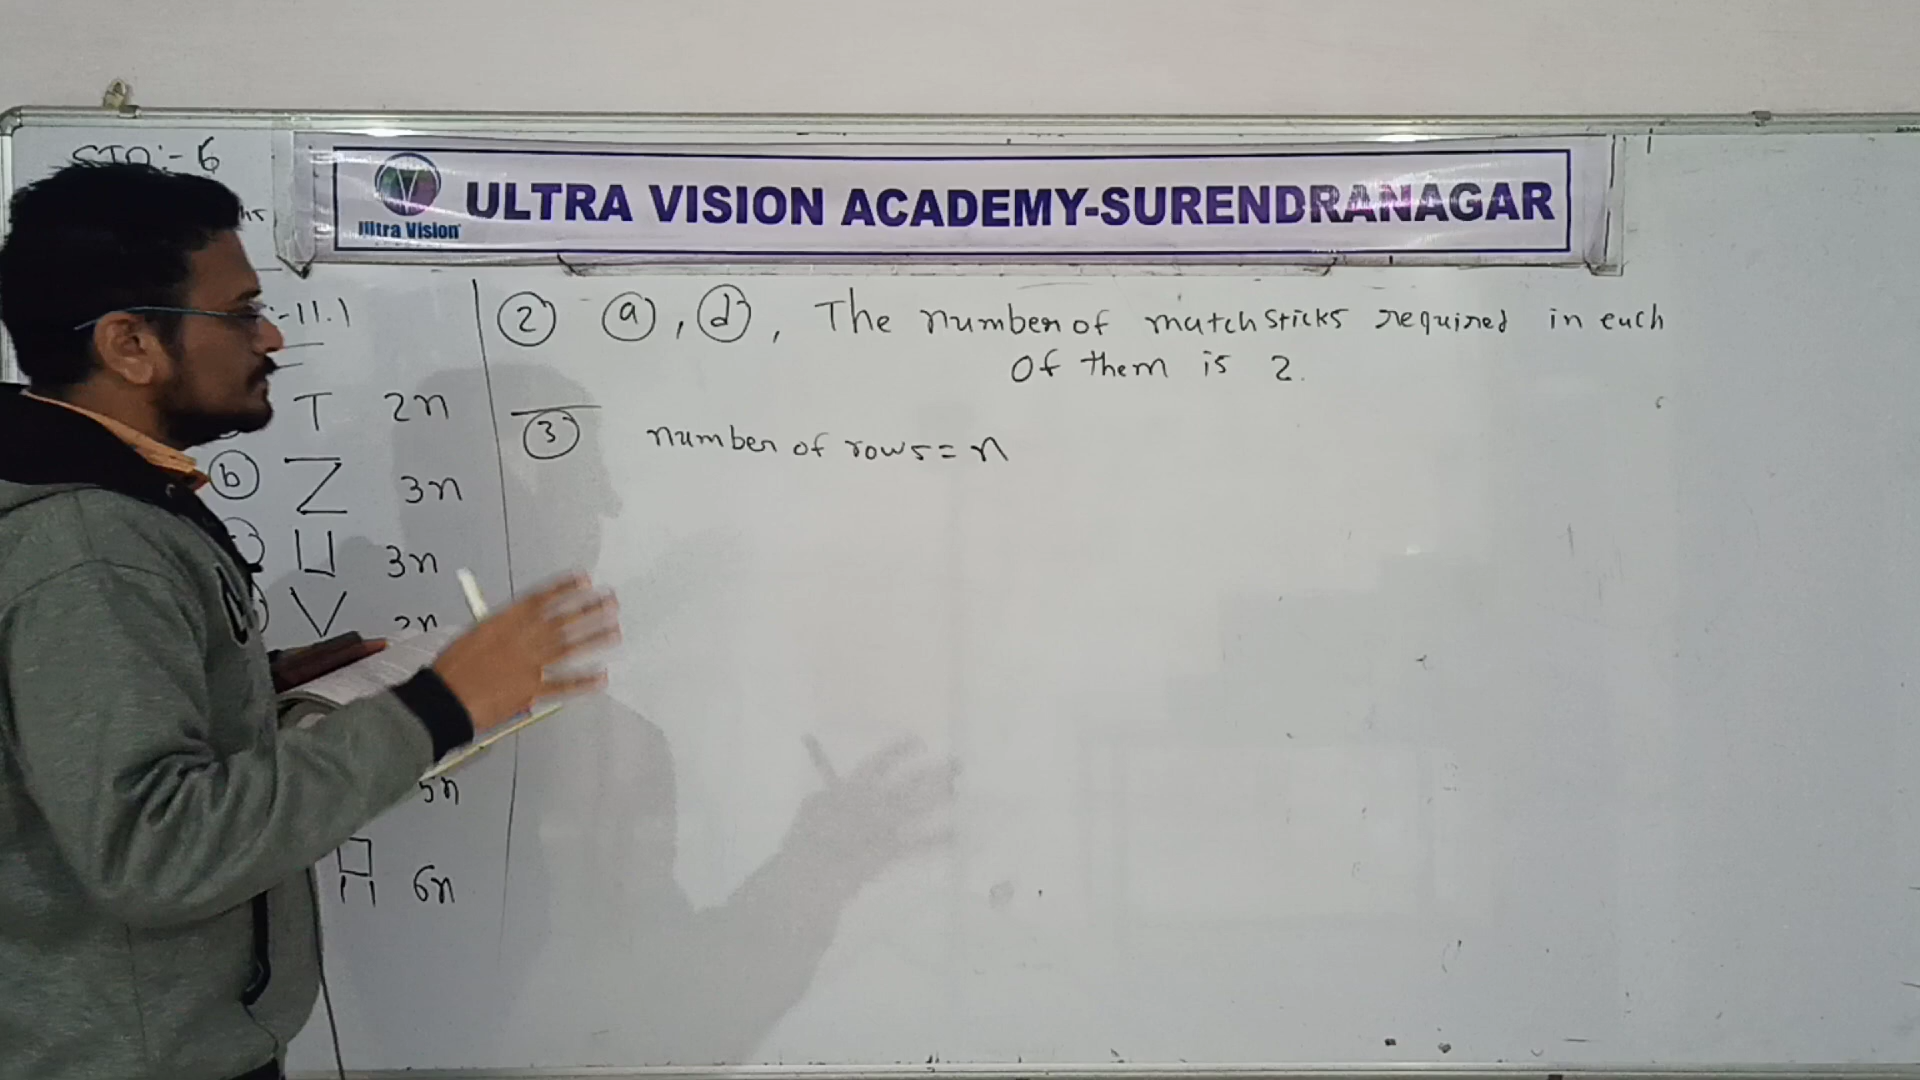 STD:- 6
ULTRA VISION ACADEMY-SURENDRANAGAR
Ultra Vision
:-11.1
T 2n
(b) Z 3n
U 3n
V 2n
5n
6n
(2) (a), (d), The number of matchsticks required in each
of them is 2.
(3) number of rows = n